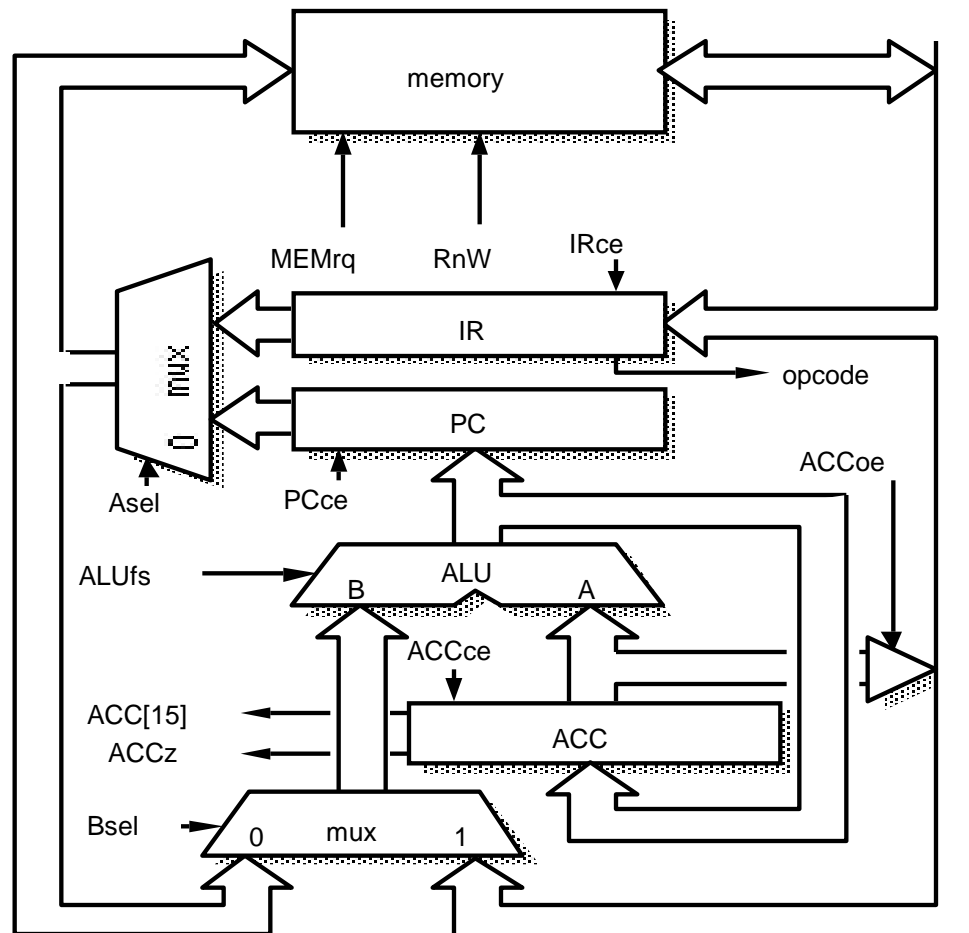 memory
MEMrq
RnW
IRce
IR
mux
opcode
PC
0
ACCoe
Asel
PCce
ALUfs
ALU
B
A
ACCce
ACC[15]
ACC
ACCz
Bsel
mux
0
1